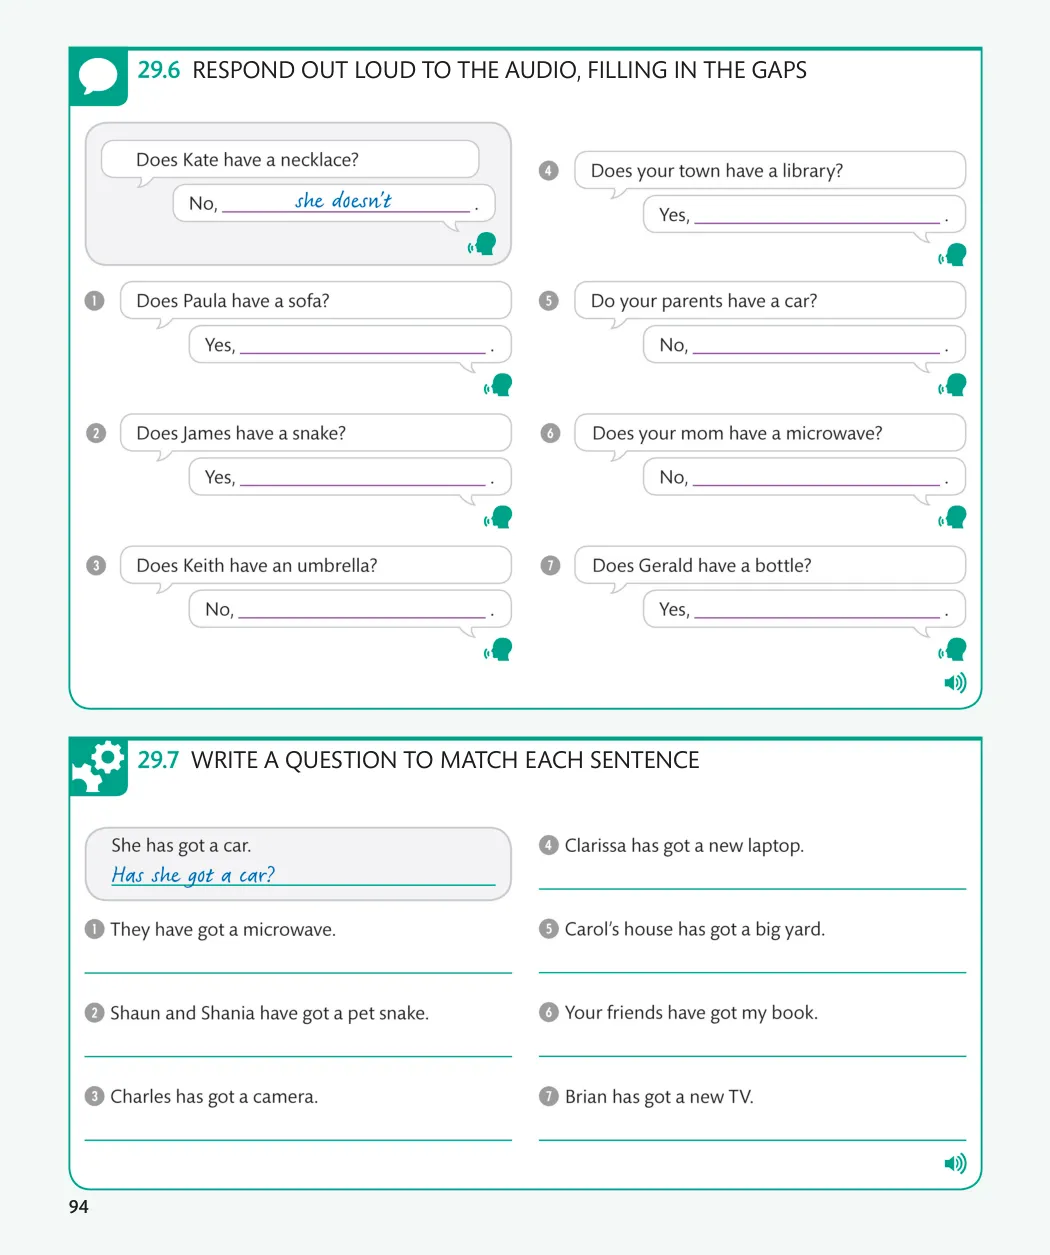 29.6 RESPOND OUT LOUD TO THE AUDIO, FILLING IN THE GAPS
Does Kate have a necklace?
No, she doesn't .
1 Does Paula have a sofa?
Yes, .
2 Does James have a snake?
Yes, .
3 Does Keith have an umbrella?
No, .
4 Does your town have a library?
Yes, .
5 Do your parents have a car?
No, .
6 Does your mom have a microwave?
No, .
7 Does Gerald have a bottle?
Yes, .
29.7 WRITE A QUESTION TO MATCH EACH SENTENCE
She has got a car.
Has she got a car?
1 They have got a microwave.
2 Shaun and Shania have got a pet snake.
3 Charles has got a camera.
4 Clarissa has got a new laptop.
5 Carol’s house has got a big yard.
6 Your friends have got my book.
7 Brian has got a new TV.
94